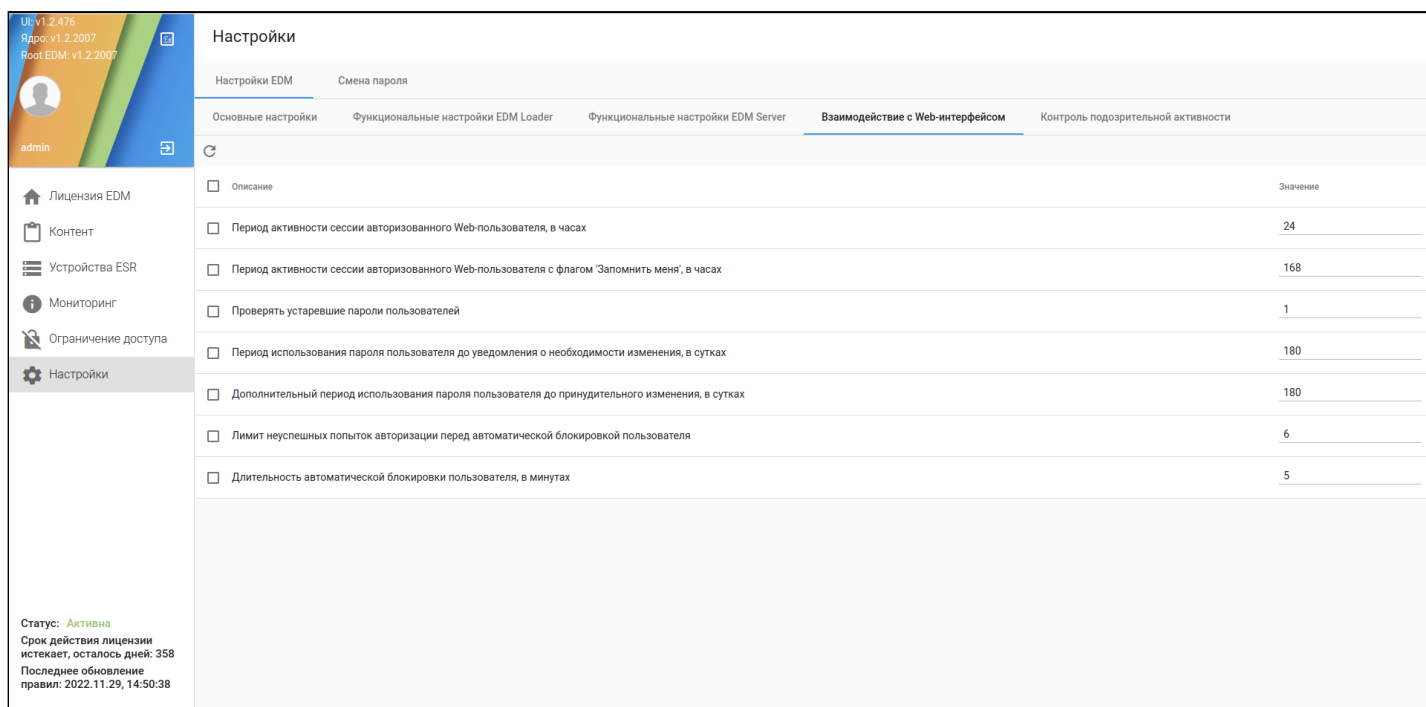 UI: v1.2.476
Ядро: v1.2.2007
Root EDM: v1.2.2007
admin
Лицензия EDM
Контент
Устройства ESR
Мониторинг
Ограничение доступа
Настройки
Статус: Активна
Срок действия лицензии
истекает, осталось дней: 358
Последнее обновление
правил: 2022.11.29, 14:50:38
Настройки
Настройки EDM Смена пароля
Основные настройки Функциональные настройки EDM Loader Функциональные настройки EDM Server Взаимодействие с Web-интерфейсом Контроль подозрительной активности
Описание Значение
Период активности сессии авторизованного Web-пользователя, в часах 24
Период активности сессии авторизованного Web-пользователя с флагом 'Запомнить меня', в часах 168
Проверять устаревшие пароли пользователей 1
Период использования пароля пользователя до уведомления о необходимости изменения, в сутках 180
Дополнительный период использования пароля пользователя до принудительного изменения, в сутках 180
Лимит неуспешных попыток авторизации перед автоматической блокировкой пользователя 6
Длительность автоматической блокировки пользователя, в минутах 5